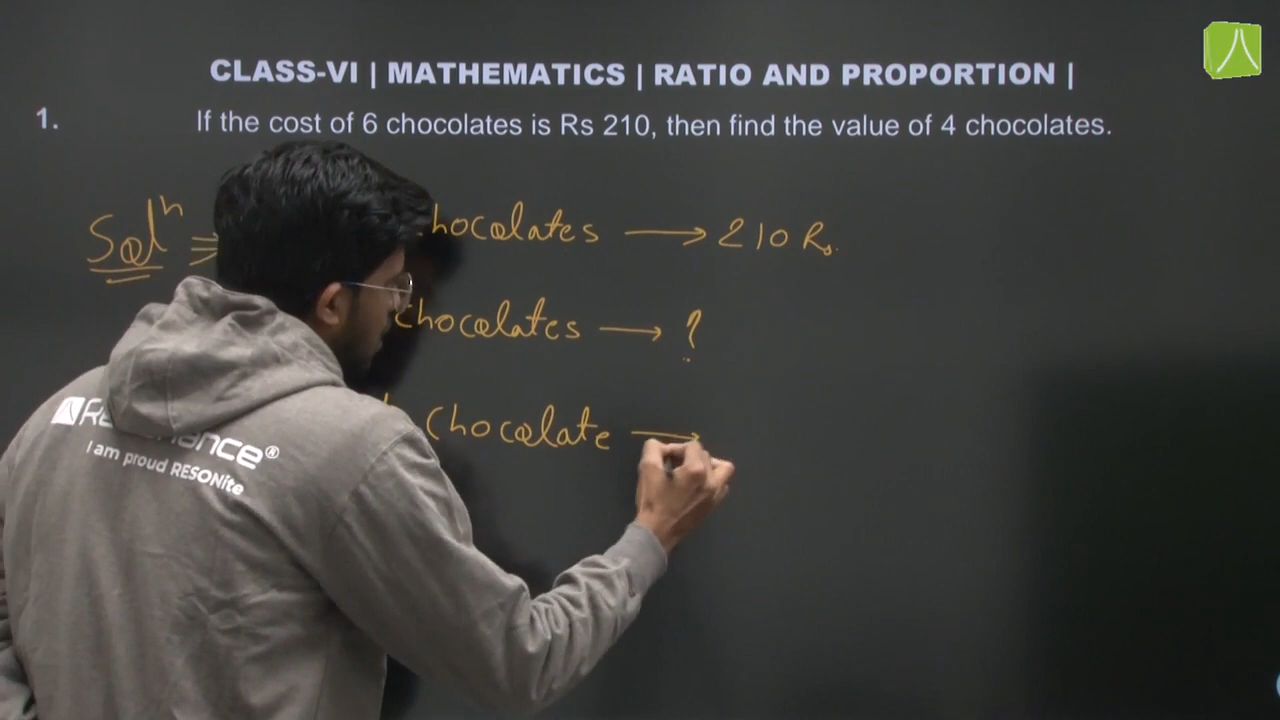 CLASS-VI | MATHEMATICS | RATIO AND PROPORTION |
1. If the cost of 6 chocolates is Rs 210, then find the value of 4 chocolates.
Solⁿ ⇒ hocolates → 210 Rs.
chocolates → ?
Chocolate →
I am proud RESONite